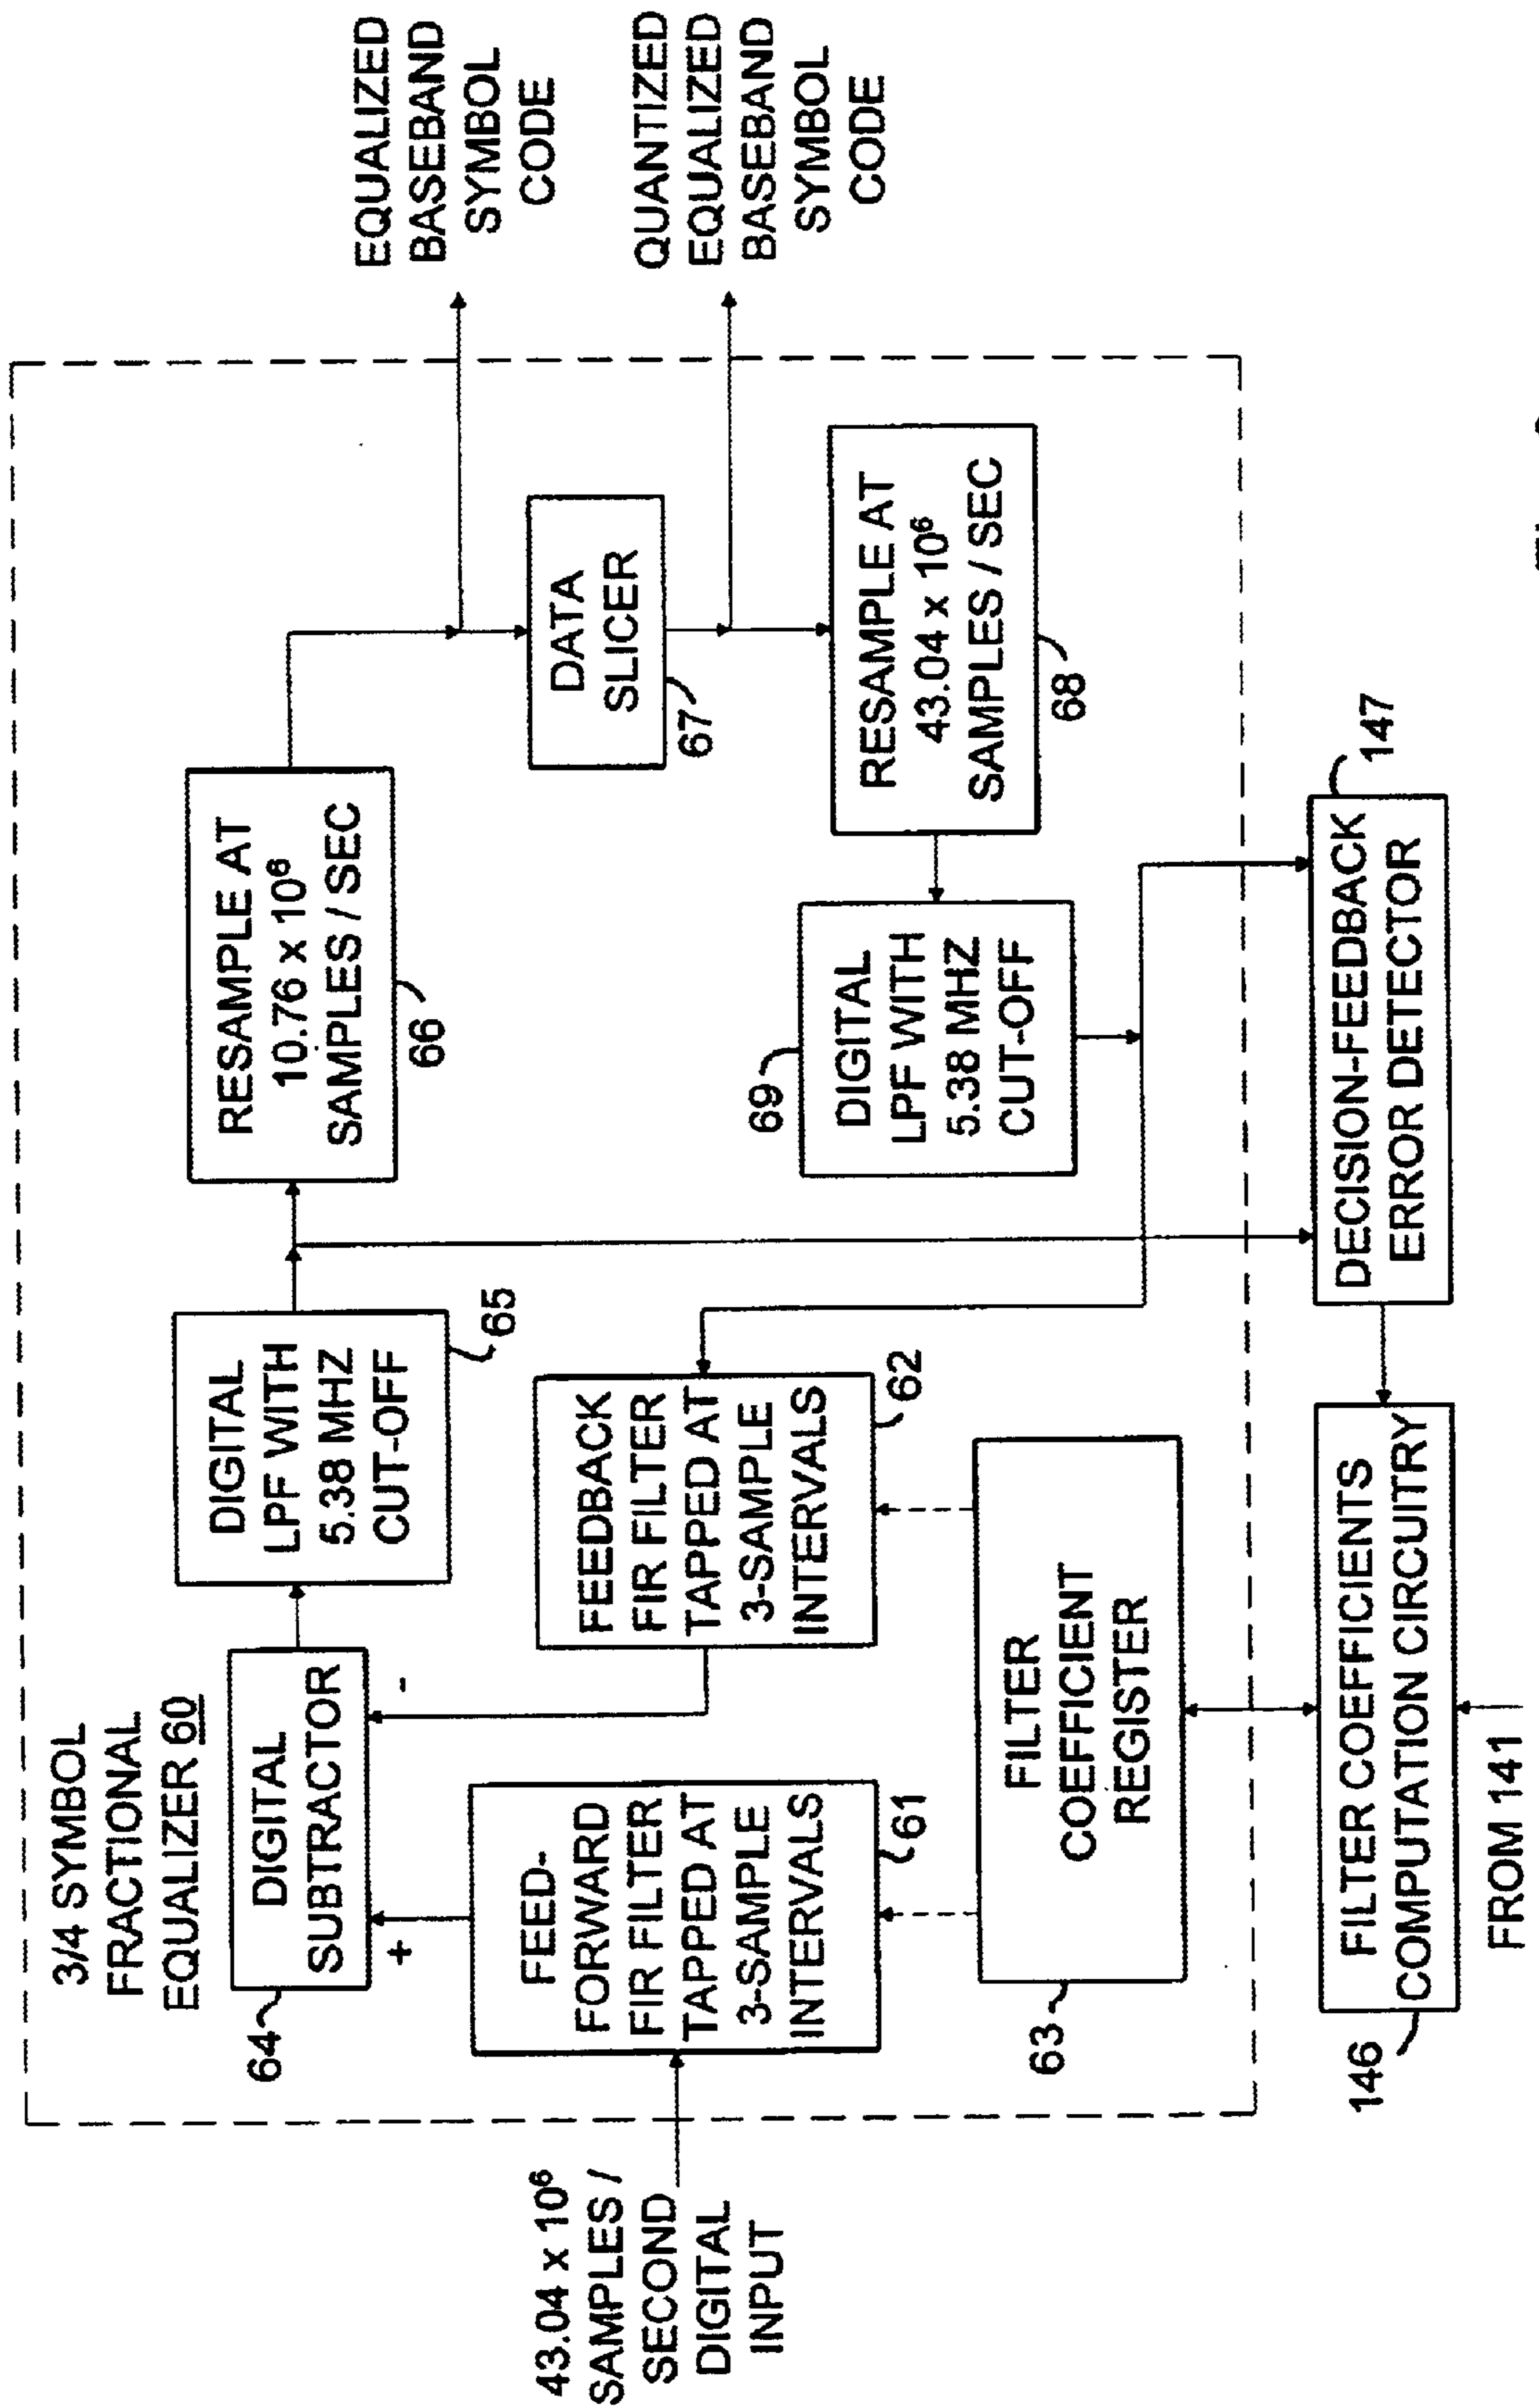 3/4 SYMBOL
FRACTIONAL
EQUALIZER 60
43.04 x 10⁶
SAMPLES /
SECOND
DIGITAL
INPUT
64
DIGITAL
SUBTRACTOR
+
-
FEED-
FORWARD
FIR FILTER
TAPPED AT
3-SAMPLE
INTERVALS
61
FEEDBACK
FIR FILTER
TAPPED AT
3-SAMPLE
INTERVALS
62
FILTER
COEFFICIENT
REGISTER
63
DIGITAL
LPF WITH
5.38 MHZ
CUT-OFF
65
RESAMPLE AT
10.76 x 10⁶
SAMPLES / SEC
66
DATA
SLICER
67
RESAMPLE AT
43.04 x 10⁶
SAMPLES / SEC
68
DIGITAL
LPF WITH
5.38 MHZ
CUT-OFF
69
EQUALIZED
BASEBAND
SYMBOL
CODE
QUANTIZED
EQUALIZED
BASEBAND
SYMBOL
CODE
FILTER COEFFICIENTS
COMPUTATION CIRCUITRY
146
FROM 141
DECISION-FEEDBACK
ERROR DETECTOR
147